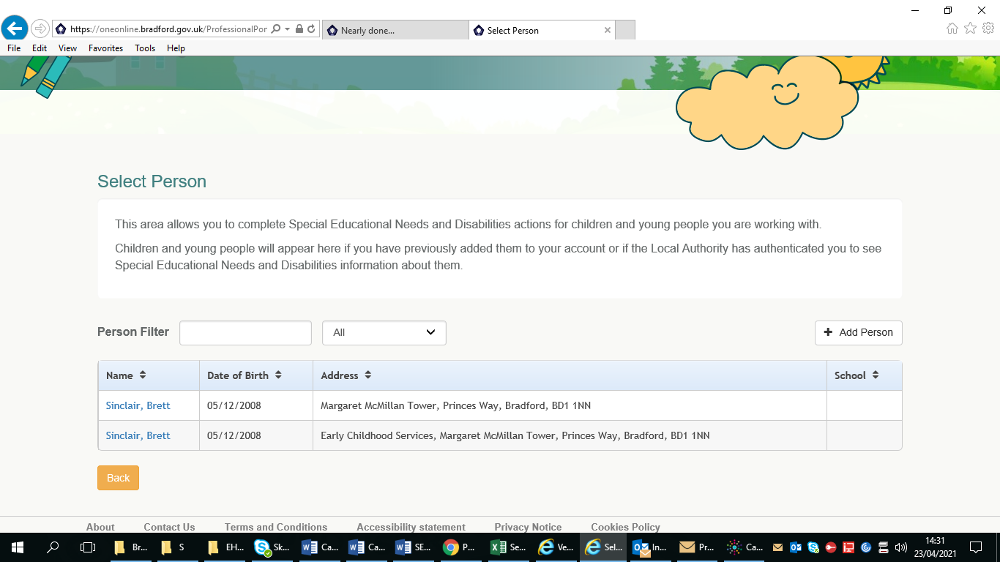 https://oneonline.bradford.gov.uk/ProfessionalPor
Nearly done...
Select Person
File Edit View Favorites Tools Help
Select Person
This area allows you to complete Special Educational Needs and Disabilities actions for children and young people you are working with.
Children and young people will appear here if you have previously added them to your account or if the Local Authority has authenticated you to see
Special Educational Needs and Disabilities information about them.
Person Filter All Add Person
Name Date of Birth Address School
Sinclair, Brett 05/12/2008 Margaret McMillan Tower, Princes Way, Bradford, BD1 1NN
Sinclair, Brett 05/12/2008 Early Childhood Services, Margaret McMillan Tower, Princes Way, Bradford, BD1 1NN
Back
About Contact Us Terms and Conditions Accessibility statement Privacy Notice Cookies Policy
Br... S EH... Sk... Ca... Ca... SE... P... Se... Ve... Sel... In... Pr... Ca... 14:31
23/04/2021